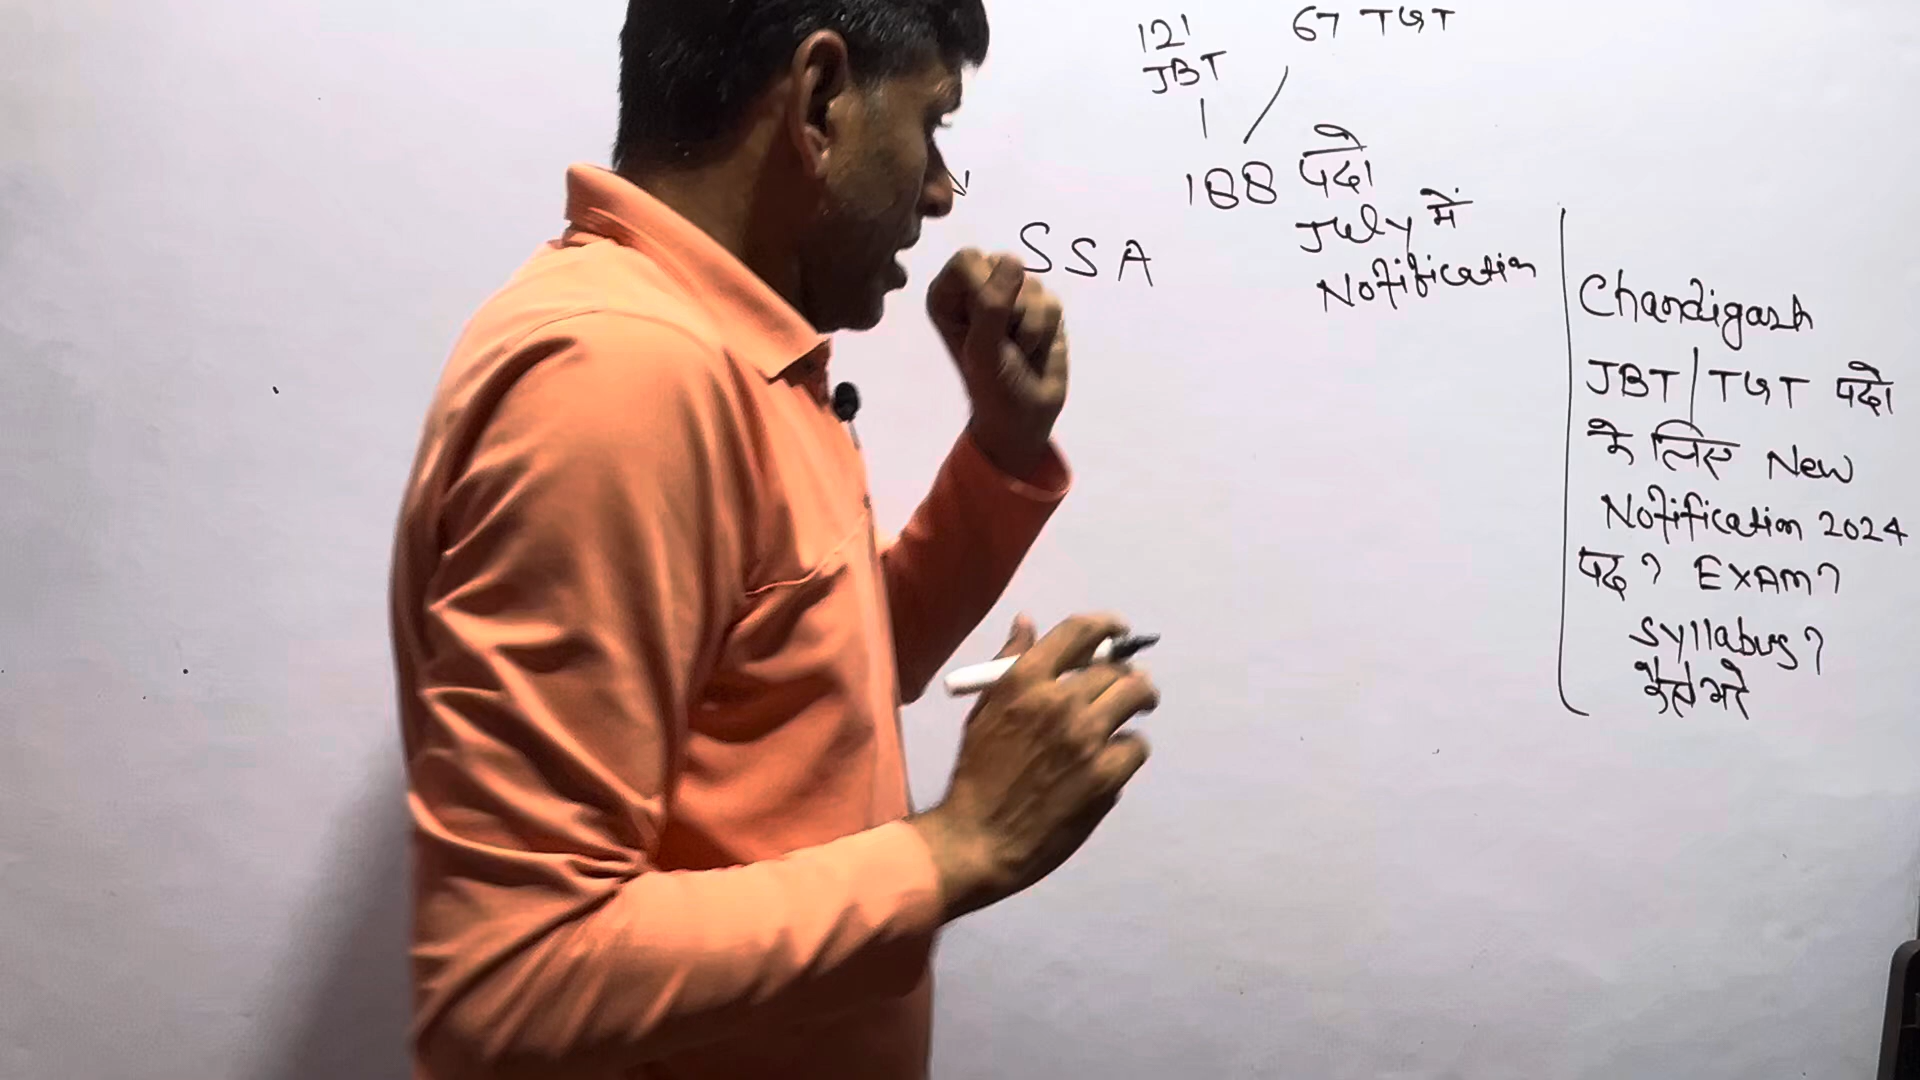 121
JBT
67 TGT
188 पदो
July में
Notification
SSA
Chandigarh
JBT/TGT पदो
के लिए New
Notification 2024
पद? EXAM?
Syllabus?
कैसे भरे